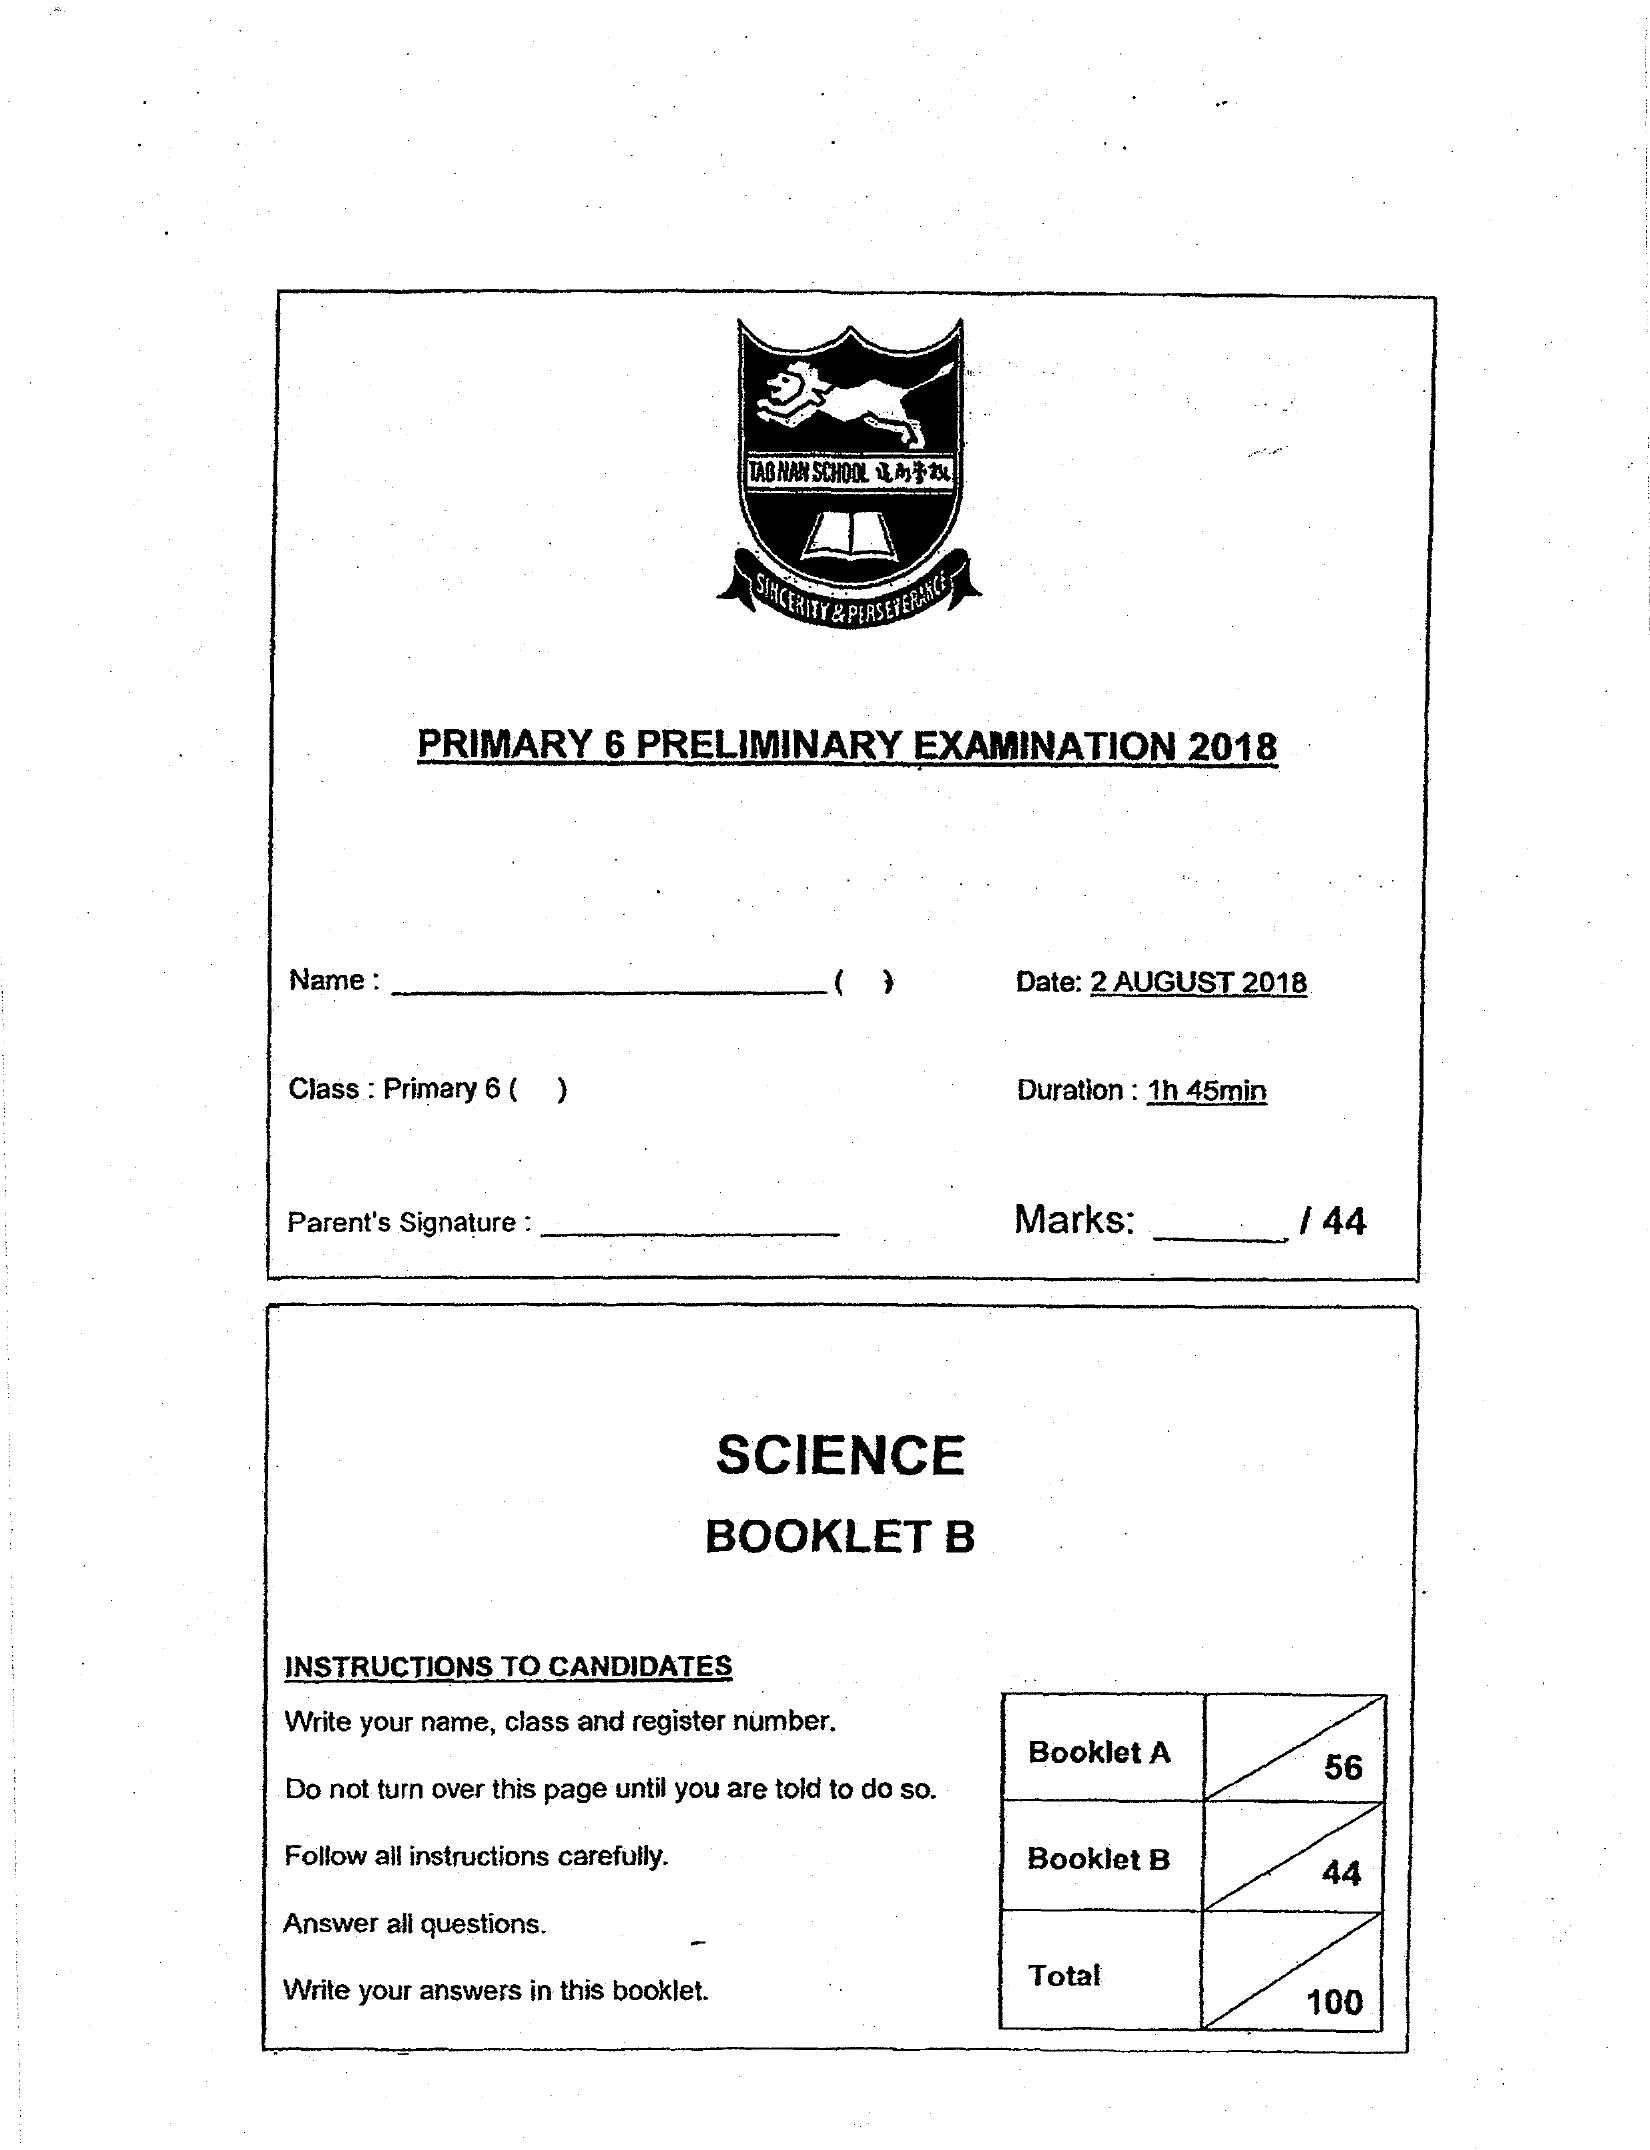 TAO NAN SCHOOL 道南学校
SINCERITY & PERSEVERANCE
PRIMARY 6 PRELIMINARY EXAMINATION 2018
Name : ( ) Date: 2 AUGUST 2018
Class : Primary 6 ( ) Duration : 1h 45min
Parent's Signature : Marks: / 44
SCIENCE
BOOKLET B
INSTRUCTIONS TO CANDIDATES
Write your name, class and register number.
Do not turn over this page until you are told to do so.
Follow all instructions carefully.
Answer all questions.
Write your answers in this booklet.
Booklet A 56
Booklet B 44
Total 100